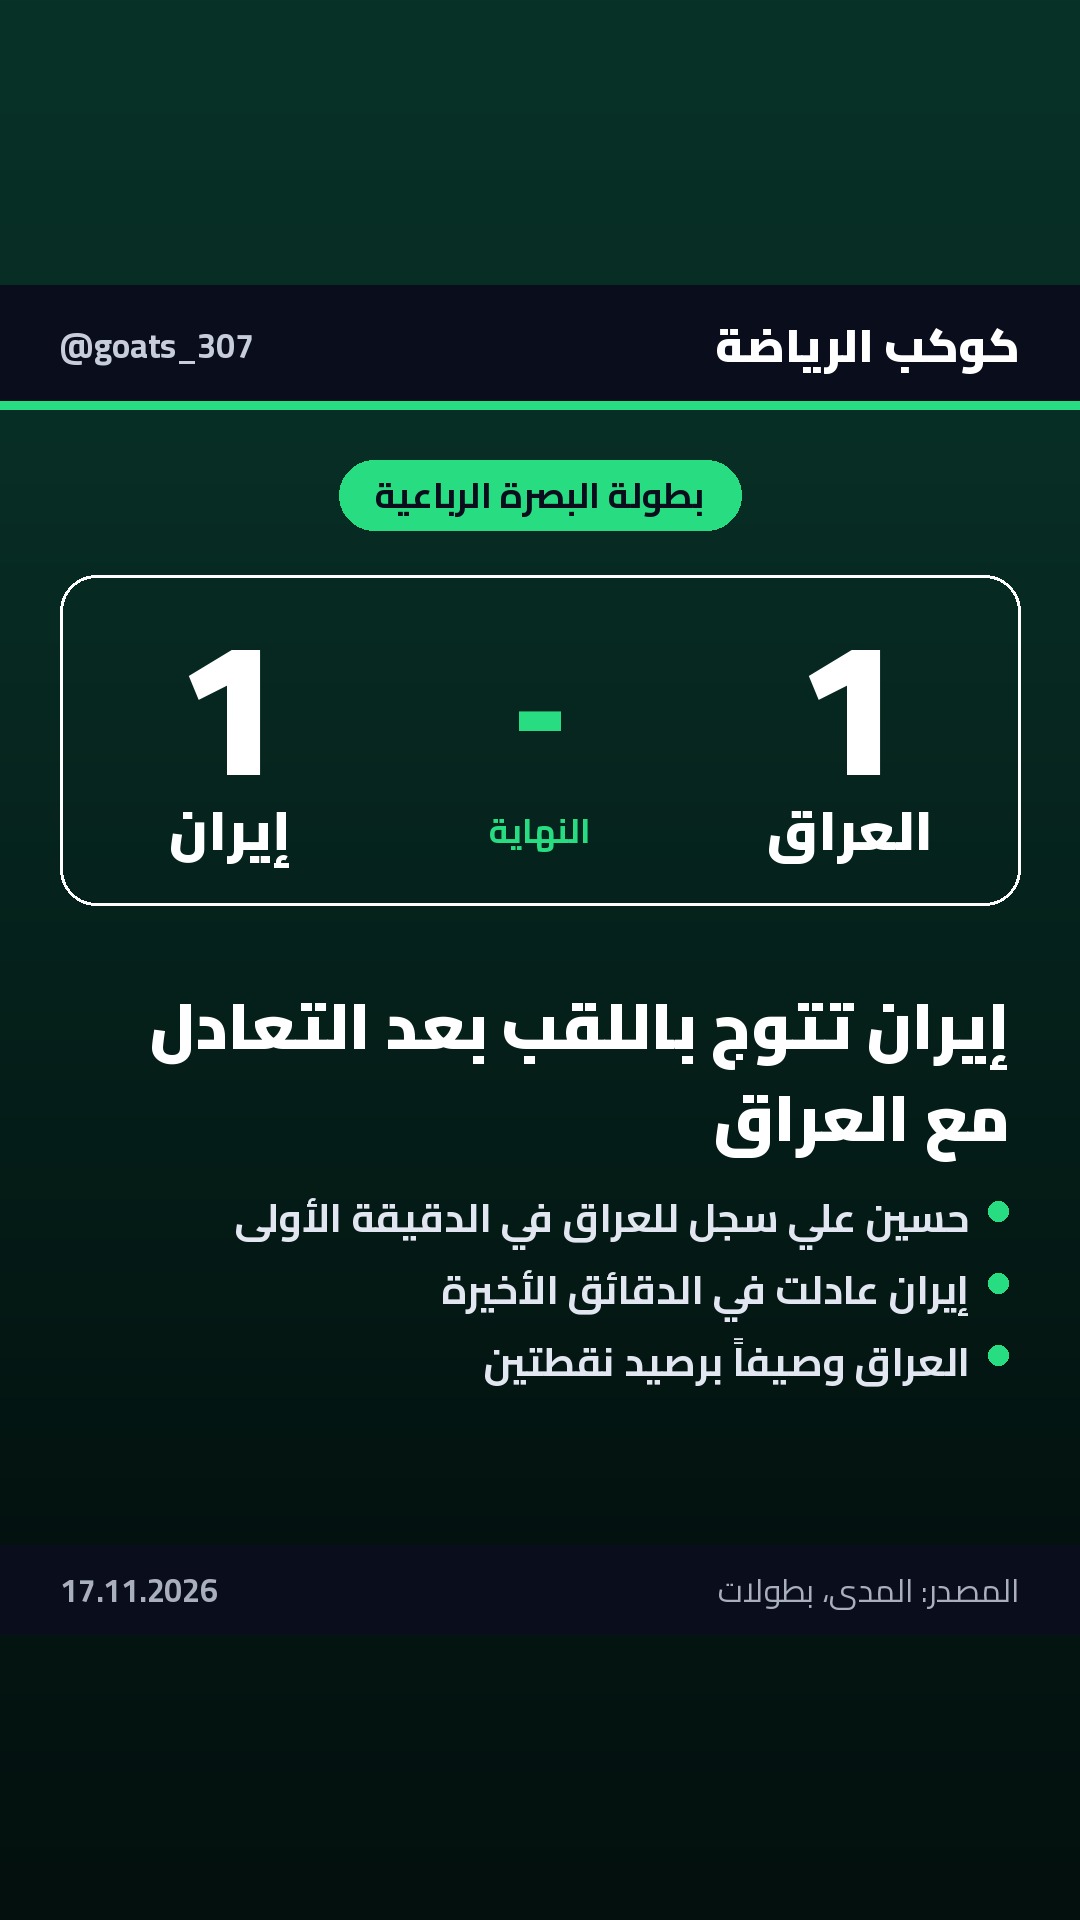 كوكب الرياضة
@goats_307
بطولة البصرة الرباعية
1 - 1
العراق النهاية إيران
إيران تتوج باللقب بعد التعادل
مع العراق
حسين علي سجل للعراق في الدقيقة الأولى
إيران عادلت في الدقائق الأخيرة
العراق وصيفاً برصيد نقطتين
المصدر: المدى، بطولات
17.11.2026